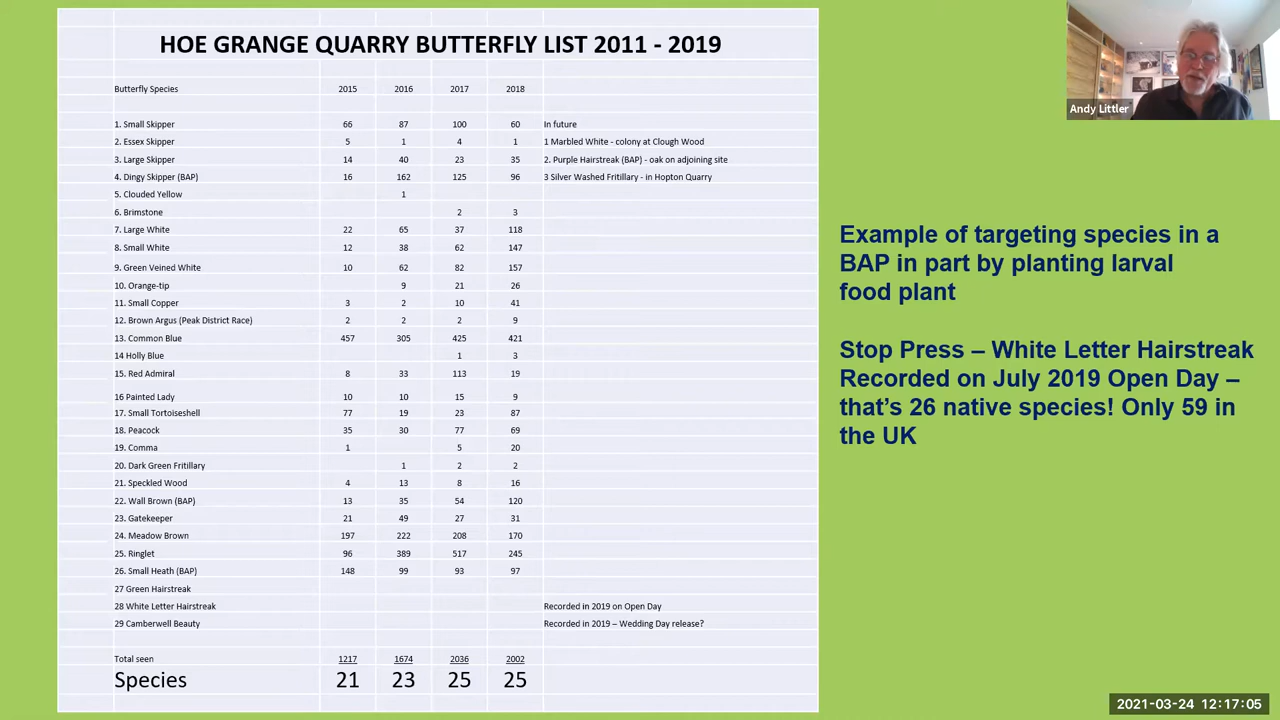 HOE GRANGE QUARRY BUTTERFLY LIST 2011 - 2019
Butterfly Species 2015 2016 2017 2018
1. Small Skipper 66 87 100 60 In future
2. Essex Skipper 5 1 4 1 1 Marbled White - colony at Clough Wood
3. Large Skipper 14 40 23 35 2. Purple Hairstreak (BAP) - oak on adjoining site
4. Dingy Skipper (BAP) 16 162 125 96 3 Silver Washed Fritillary - in Hopton Quarry
5. Clouded Yellow 1
6. Brimstone 2 3
7. Large White 22 65 37 118
8. Small White 12 38 62 147
9. Green Veined White 10 62 82 157
10. Orange-tip 9 21 26
11. Small Copper 3 2 10 41
12. Brown Argus (Peak District Race) 2 2 2 9
13. Common Blue 457 305 425 421
14 Holly Blue 1 3
15. Red Admiral 8 33 113 19
16 Painted Lady 10 10 15 9
17. Small Tortoiseshell 77 19 23 87
18. Peacock 35 30 77 69
19. Comma 1 5 20
20. Dark Green Fritillary 1 2 2
21. Speckled Wood 4 13 8 16
22. Wall Brown (BAP) 13 35 54 120
23. Gatekeeper 21 49 27 31
24. Meadow Brown 197 222 208 170
25. Ringlet 96 389 517 245
26. Small Heath (BAP) 148 99 93 97
27 Green Hairstreak
28 White Letter Hairstreak Recorded in 2019 on Open Day
29 Camberwell Beauty Recorded in 2019 – Wedding Day release?
Total seen 1217 1674 2036 2002
Species 21 23 25 25
Andy Littler
Example of targeting species in a
BAP in part by planting larval
food plant
Stop Press – White Letter Hairstreak
Recorded on July 2019 Open Day –
that's 26 native species! Only 59 in
the UK
2021-03-24 12:17:05